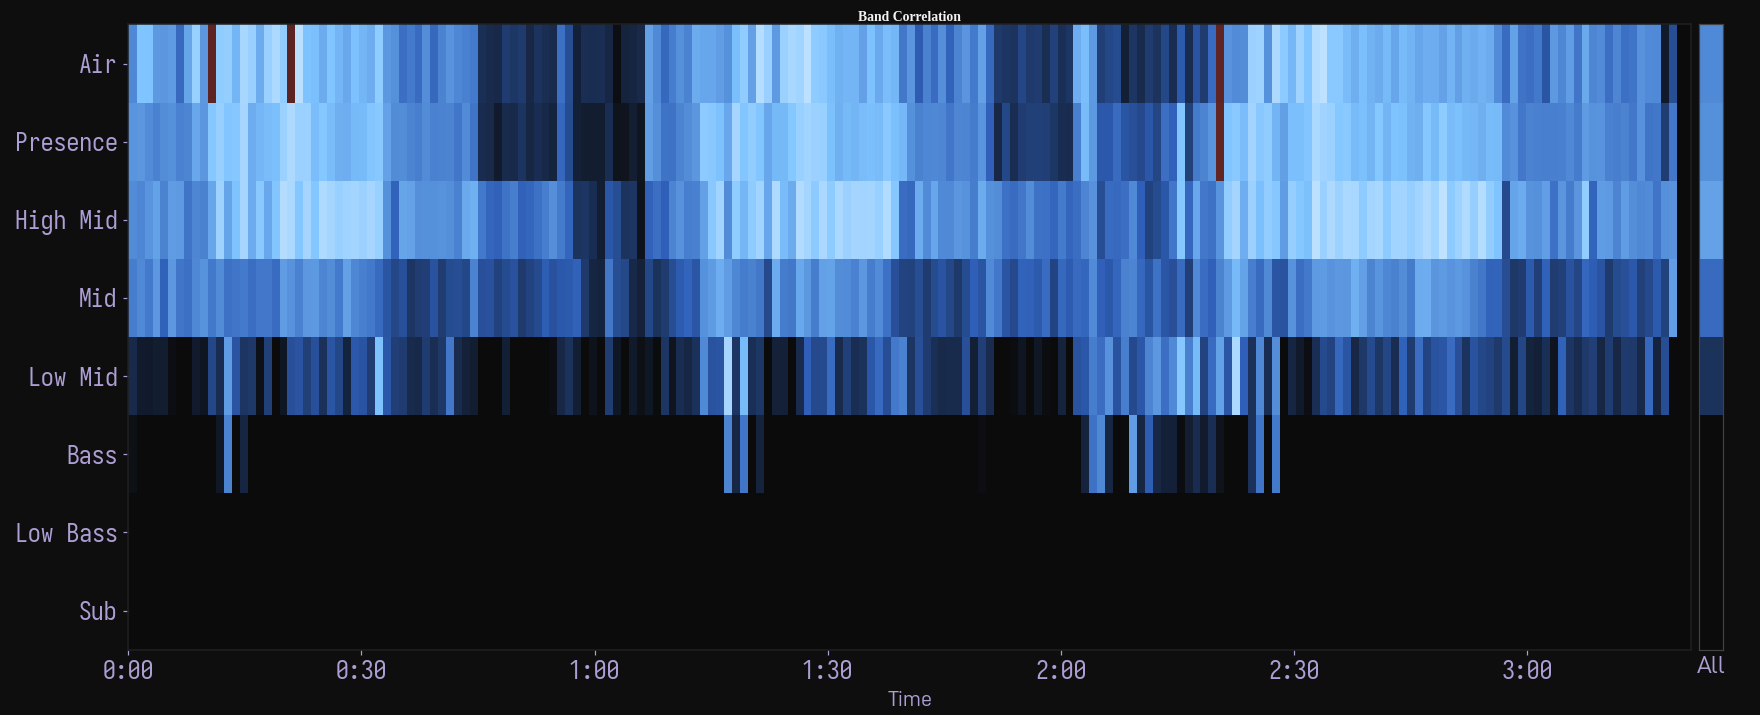 Band Correlation
Air
Presence
High Mid
Mid
Low Mid
Bass
Low Bass
Sub
0:00 0:30 1:00 1:30 2:00 2:30 3:00 All
Time